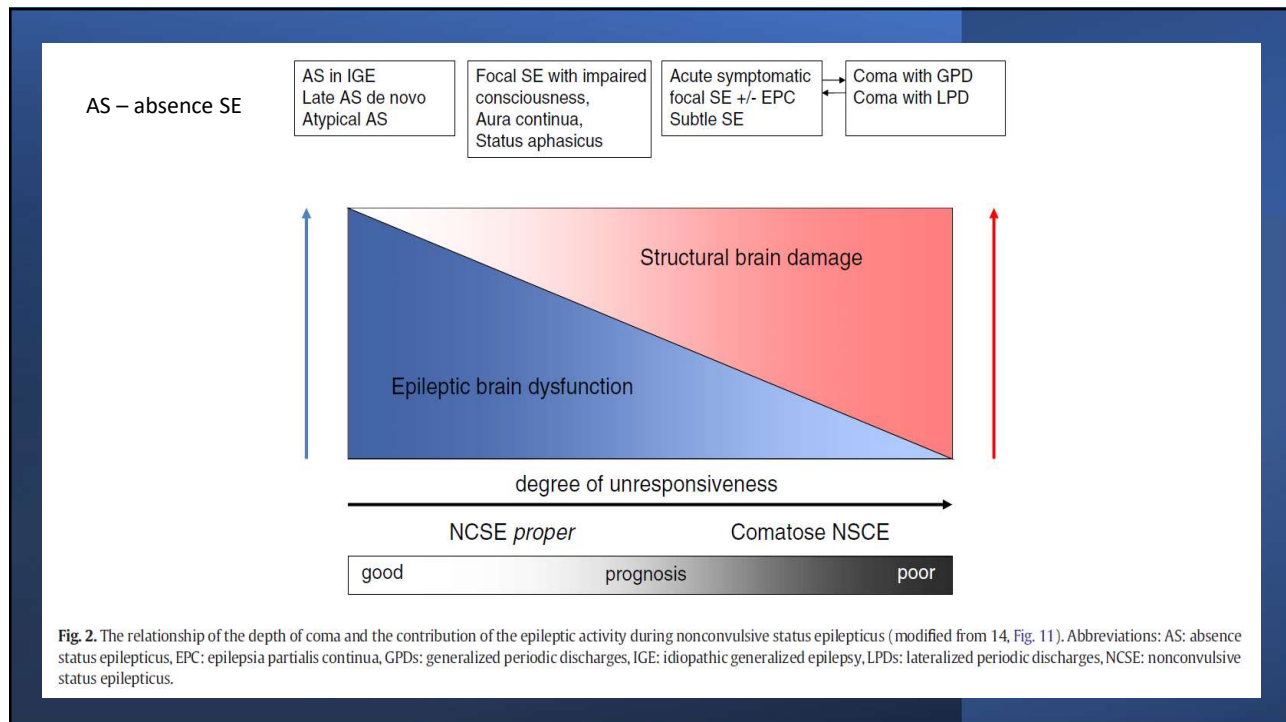 AS – absence SE
AS in IGE
Late AS de novo
Atypical AS
Focal SE with impaired
consciousness,
Aura continua,
Status aphasicus
Acute symptomatic
focal SE +/- EPC
Subtle SE
Coma with GPD
Coma with LPD
Structural brain damage
Epileptic brain dysfunction
degree of unresponsiveness
NCSE proper
Comatose NSCE
good
prognosis
poor
Fig. 2. The relationship of the depth of coma and the contribution of the epileptic activity during nonconvulsive status epilepticus (modified from 14, Fig. 11). Abbreviations: AS: absence
status epilepticus, EPC: epilepsia partialis continua, GPDs: generalized periodic discharges, IGE: idiopathic generalized epilepsy, LPDs: lateralized periodic discharges, NCSE: nonconvulsive
status epilepticus.